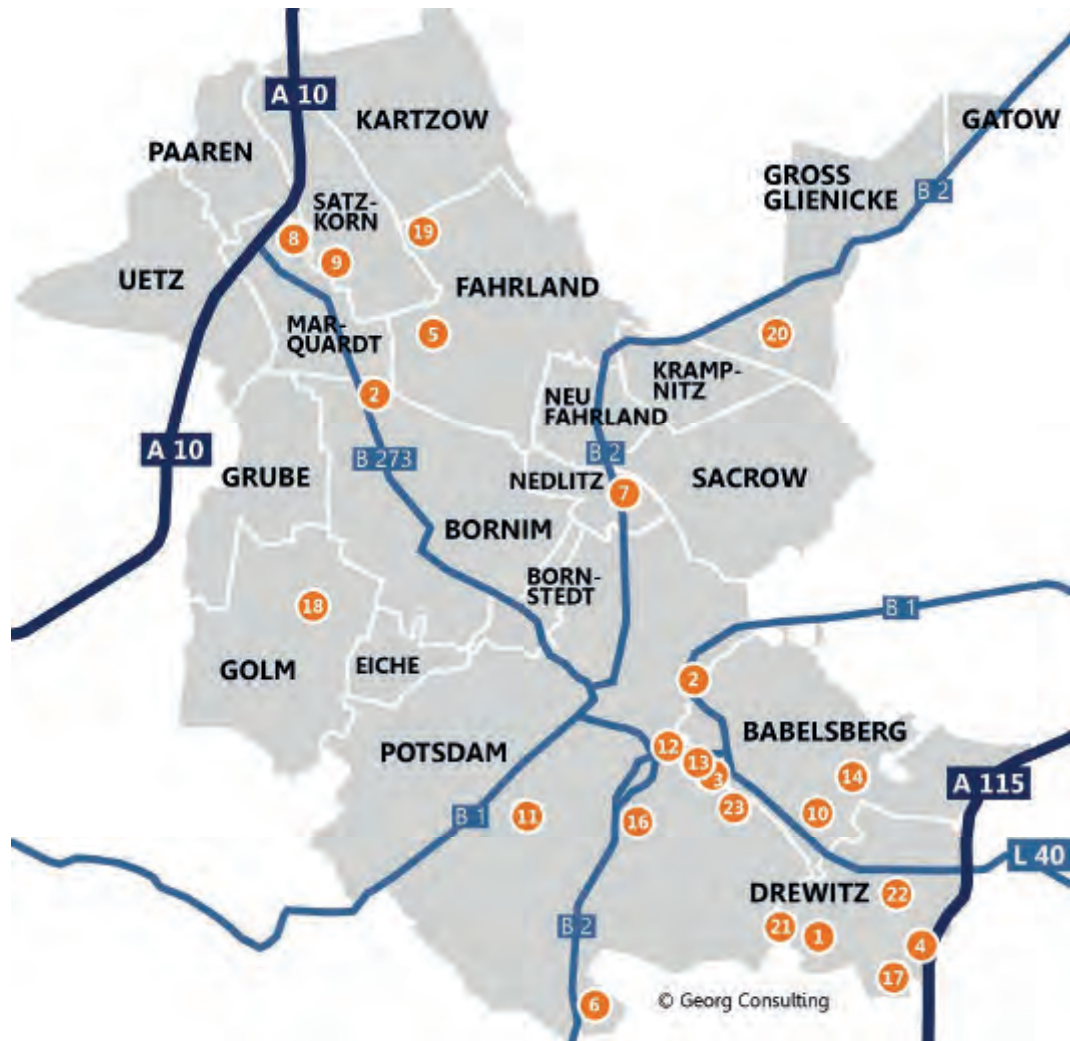 A 10
KARTZOW
GATOW
PAAREN
GROSS
GLIENICKE
B 2
SATZ-
KORN
19
8
9
UETZ
FAHRLAND
MAR-
QUARDT
5
20
KRAMP-
NITZ
2
NEU
FAHRLAND
A 10
B 273
B 2
GRUBE
NEDLITZ
SACROW
7
BORNIM
BORN-
STEDT
18
B 1
GOLM
EICHE
2
POTSDAM
BABELSBERG
12
13
3
14
A 115
23
10
B 1
11
16
L 40
DREWITZ
22
B 2
21
1
4
17
6
© Georg Consulting